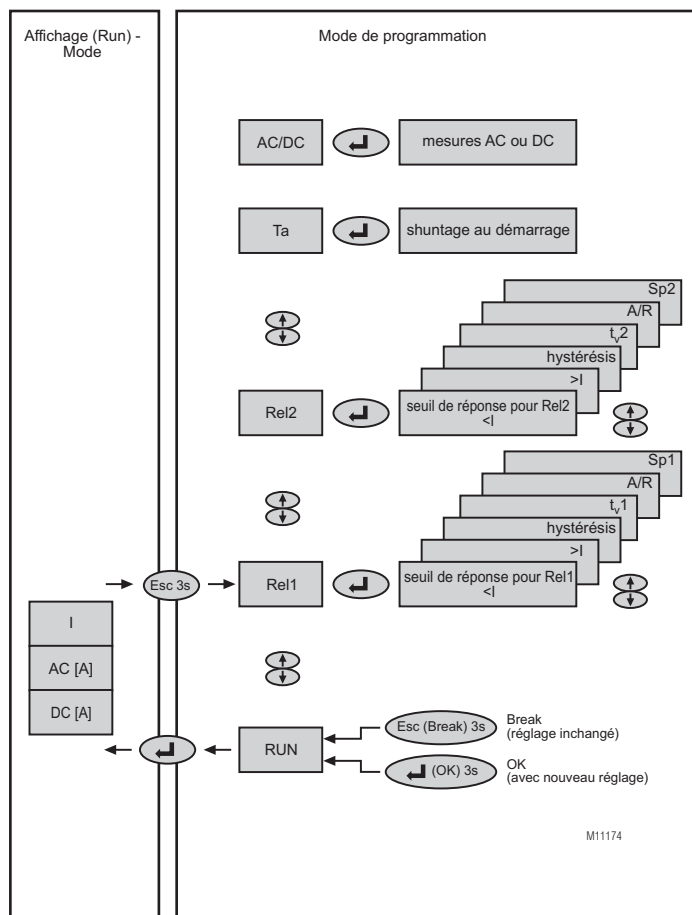 Affichage (Run) -
Mode
Mode de programmation
AC/DC
mesures AC ou DC
Ta
shuntage au démarrage
Sp2
A/R
tv2
hystérésis
>I
Rel2
seuil de réponse pour Rel2
<I
Sp1
A/R
tv1
hystérésis
>I
Esc 3s
Rel1
seuil de réponse pour Rel1
<I
I
AC [A]
DC [A]
RUN
Esc (Break) 3s
Break
(réglage inchangé)
(OK) 3s
OK
(avec nouveau réglage)
M11174